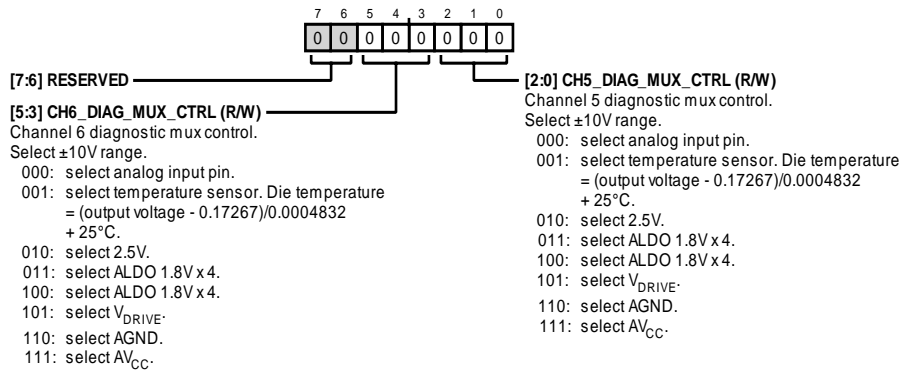 7 6 5 4 3 2 1 0
0 0 0 0 0 0 0 0
[7:6] RESERVED
[5:3] CH6_DIAG_MUX_CTRL (R/W)
Channel 6 diagnostic mux control.
Select ±10V range.
000: select analog input pin.
001: select temperature sensor. Die temperature
= (output voltage - 0.17267)/0.0004832
+ 25°C.
010: select 2.5V.
011: select ALDO 1.8V x 4.
100: select ALDO 1.8V x 4.
101: select VDRIVE.
110: select AGND.
111: select AVCC.
[2:0] CH5_DIAG_MUX_CTRL (R/W)
Channel 5 diagnostic mux control.
Select ±10V range.
000: select analog input pin.
001: select temperature sensor. Die temperature
= (output voltage - 0.17267)/0.0004832
+ 25°C.
010: select 2.5V.
011: select ALDO 1.8V x 4.
100: select ALDO 1.8V x 4.
101: select VDRIVE.
110: select AGND.
111: select AVCC.